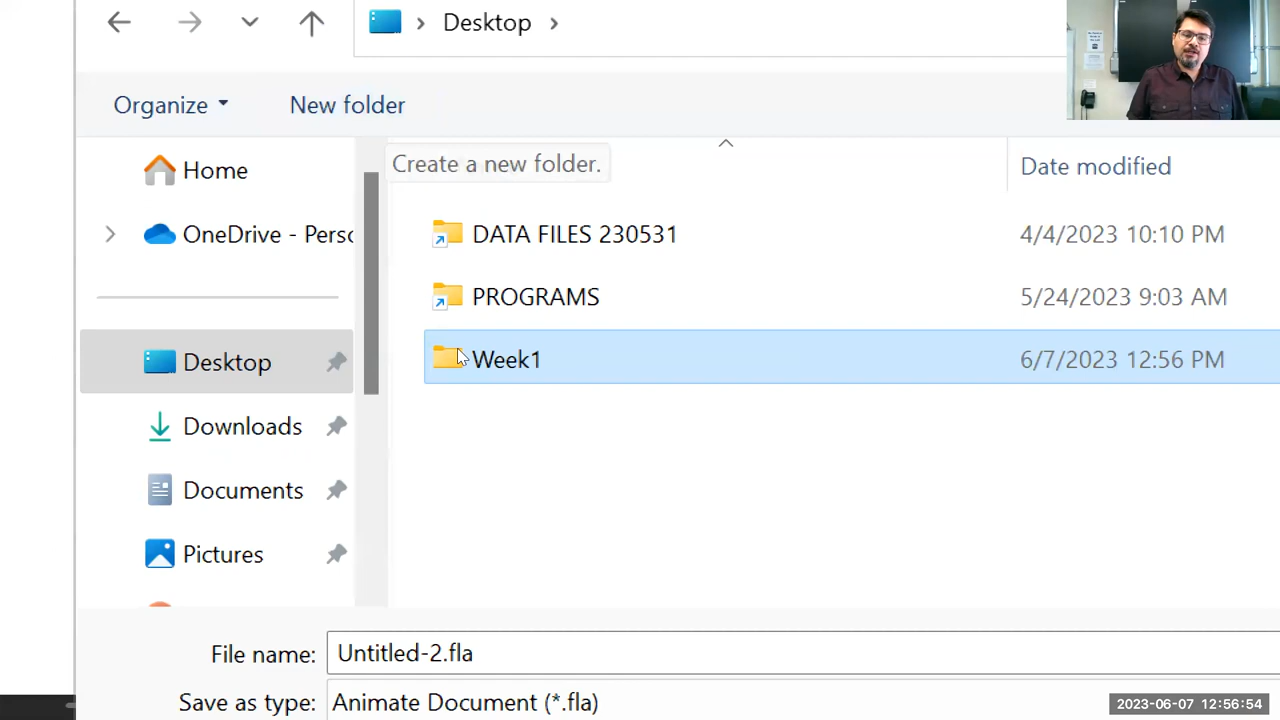 Desktop
Organize
New folder
Home
Create a new folder.
Date modified
OneDrive - Perso
DATA FILES 230531
4/4/2023 10:10 PM
PROGRAMS
5/24/2023 9:03 AM
Desktop
Week1
6/7/2023 12:56 PM
Downloads
Documents
Pictures
File name:
Untitled-2.fla
Save as type:
Animate Document (*.fla)
2023-06-07 12:56:54